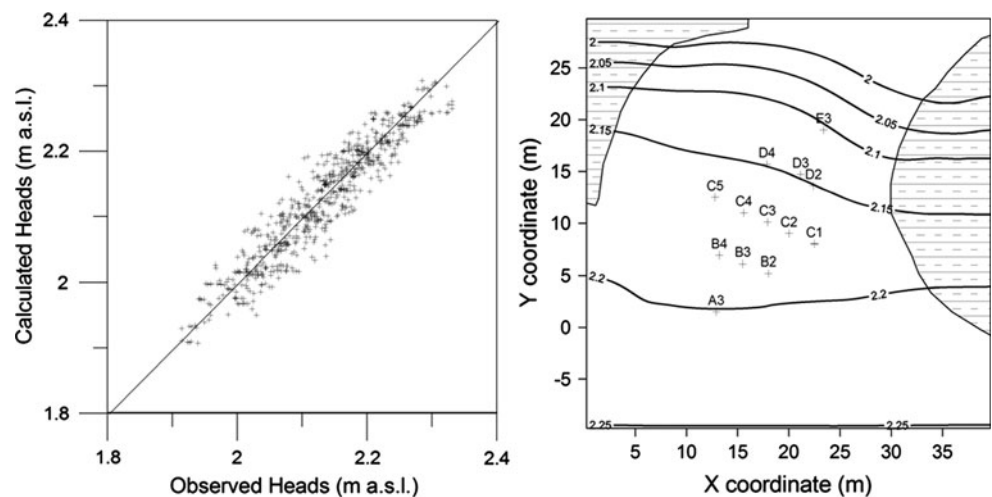 2.4
2.2
2
1.8
Calculated Heads (m a.s.l.)
1.8
2
2.2
2.4
Observed Heads (m a.s.l.)
25
20
15
10
5
0
-5
Y coordinate (m)
2
2
2.05
2.05
2.1
E3
2.1
2.15
D4
D3
D2
2.15
C5
C4
C3
C2
C1
B4
B3
B2
2.2
2.2
A3
2.25
2.25
5
10
15
20
25
30
35
X coordinate (m)